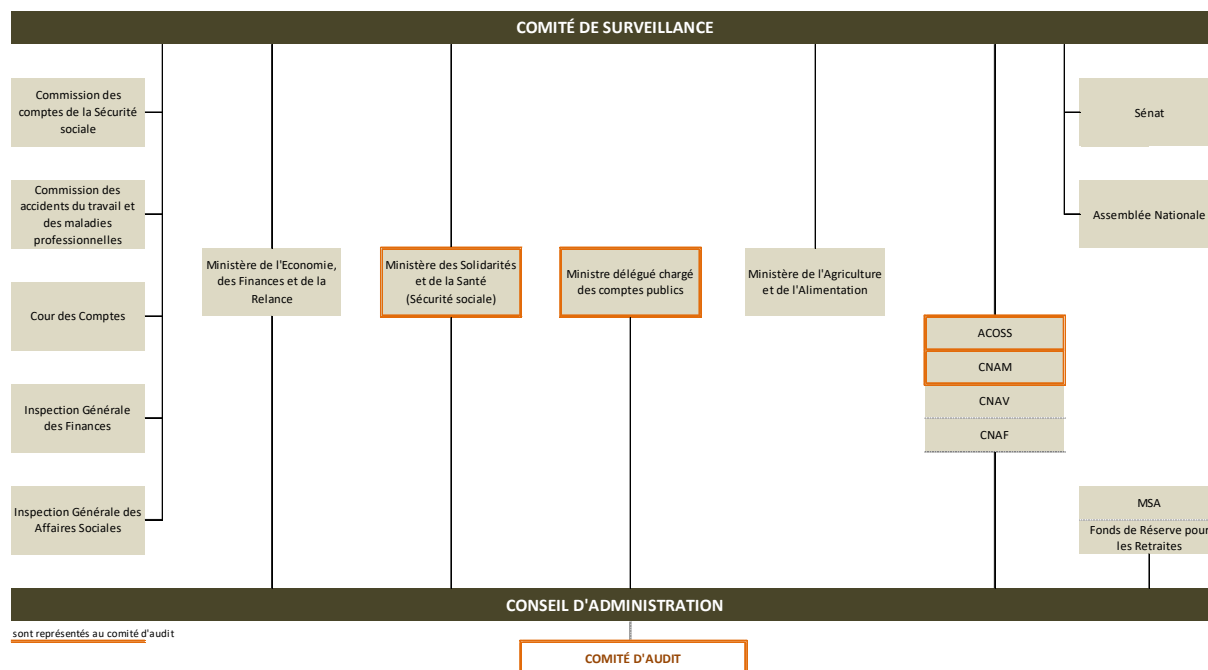 COMITÉ DE SURVEILLANCE
Commission des
comptes de la Sécurité
sociale
Sénat
Commission des
accidents du travail et
des maladies
professionnelles
Assemblée Nationale
Ministère de l'Economie,
des Finances et de la
Relance
Ministère des Solidarités
et de la Santé
(Sécurité sociale)
Ministre délégué chargé
des comptes publics
Ministère de l'Agriculture
et de l'Alimentation
Cour des Comptes
ACOSS
CNAM
CNAV
CNAF
Inspection Générale
des Finances
Inspection Générale des
Affaires Sociales
MSA
Fonds de Réserve pour
les Retraites
CONSEIL D'ADMINISTRATION
sont représentés au comité d'audit
COMITÉ D'AUDIT